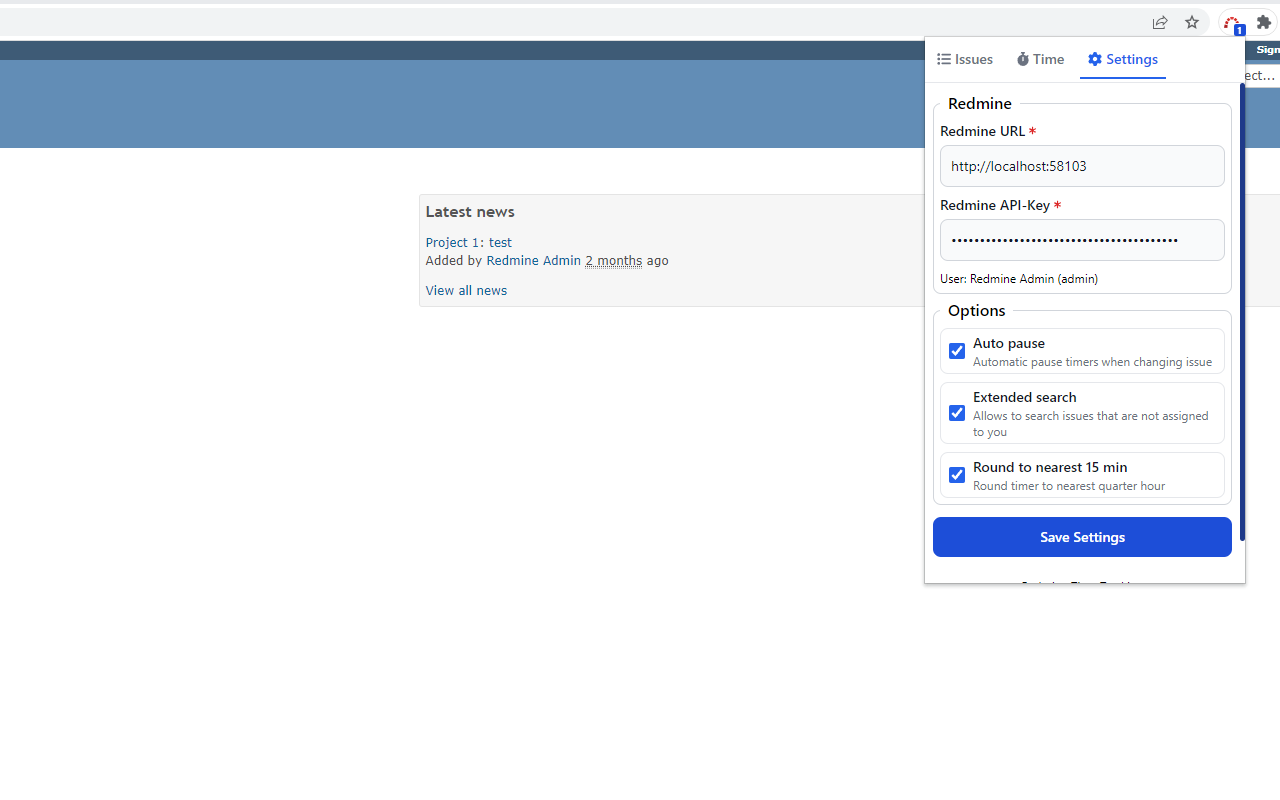 1
Sign
ect...
Issues
Time
Settings
Redmine
Redmine URL *
http://localhost:58103
Redmine API-Key *
••••••••••••••••••••••••••••••••••••••••
User: Redmine Admin (admin)
Options
Auto pause
Automatic pause timers when changing issue
Extended search
Allows to search issues that are not assigned
to you
Round to nearest 15 min
Round timer to nearest quarter hour
Save Settings
Latest news
Project 1: test
Added by Redmine Admin 2 months ago
View all news